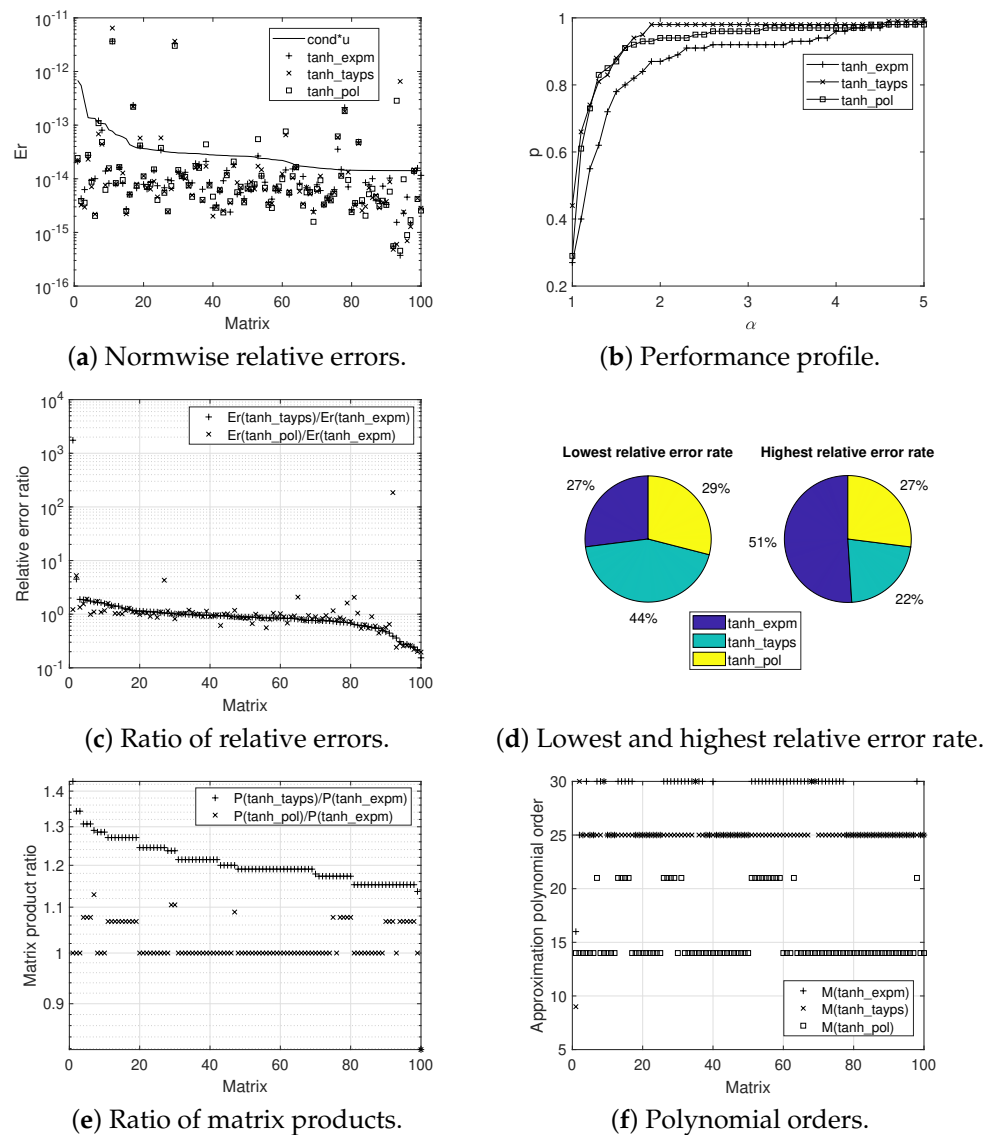 10^-11
10^-12
10^-13
10^-14
10^-15
10^-16
Er
0 20 40 60 80 100
Matrix
cond*u
tanh_expm
tanh_tayps
tanh_pol
(a) Normwise relative errors.
1
0.8
0.6
0.4
0.2
p
1 2 3 4 5
α
tanh_expm
tanh_tayps
tanh_pol
(b) Performance profile.
10^4
10^3
10^2
10^1
10^0
10^-1
Relative error ratio
0 20 40 60 80 100
Matrix
Er(tanh_tayps)/Er(tanh_expm)
Er(tanh_pol)/Er(tanh_expm)
(c) Ratio of relative errors.
Lowest relative error rate
27%
29%
44%
Highest relative error rate
27%
51%
22%
tanh_expm
tanh_tayps
tanh_pol
(d) Lowest and highest relative error rate.
1.4
1.3
1.2
1.1
1
0.9
Matrix product ratio
0 20 40 60 80 100
Matrix
P(tanh_tayps)/P(tanh_expm)
P(tanh_pol)/P(tanh_expm)
(e) Ratio of matrix products.
30
25
20
15
10
5
Approximation polynomial order
0 20 40 60 80 100
Matrix
M(tanh_expm)
M(tanh_tayps)
M(tanh_pol)
(f) Polynomial orders.